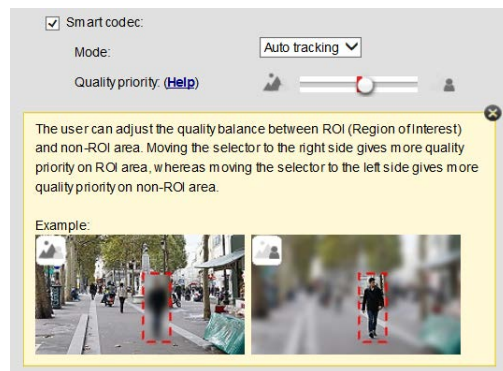 Smart codec:
Mode: Auto tracking
Quality priority: (Help)
The user can adjust the quality balance between ROI (Region of Interest)
and non-ROI area. Moving the selector to the right side gives more quality
priority on ROI area, whereas moving the selector to the left side gives more
quality priority on non-ROI area.
Example: